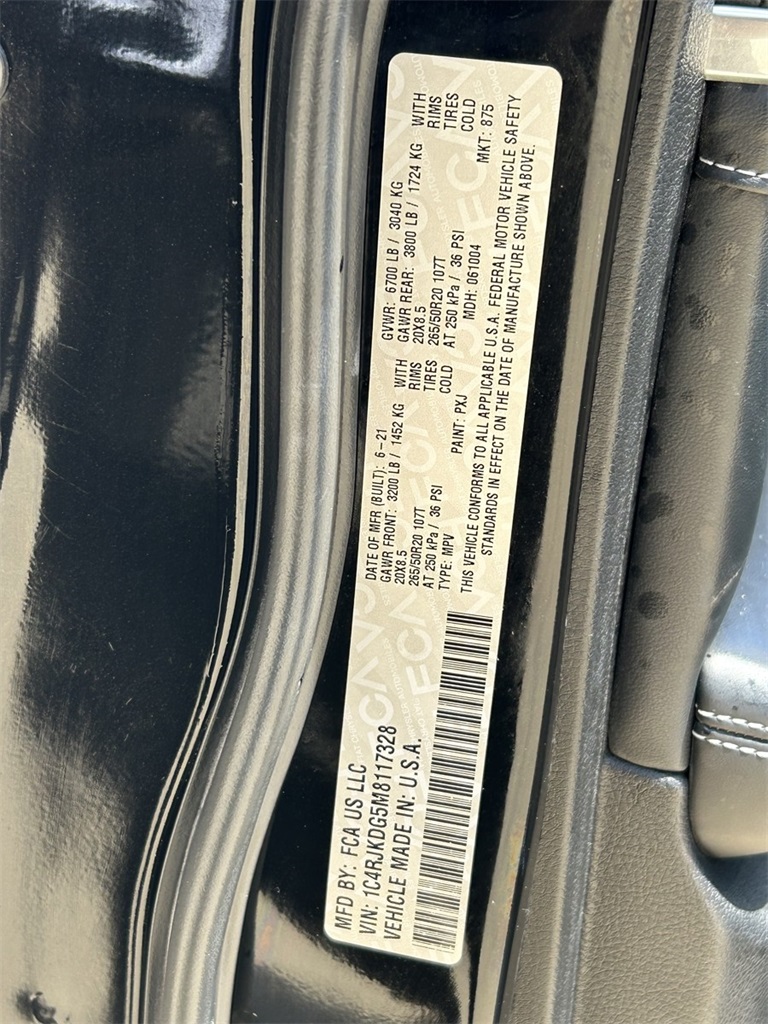 MFD BY: FCA US LLC
VIN: 1C4RJKDG5M8117328
VEHICLE MADE IN: U.S.A.
DATE OF MFR (BUILT): 6-21
GVWR: 6700 LB / 3040 KG
GAWR FRONT: 3200 LB / 1452 KG WITH
20X8.5 RIMS
265/50R20 107T TIRES
AT 250 kPa / 36 PSI COLD
GAWR REAR: 3800 LB / 1724 KG WITH
20X8.5 RIMS
265/50R20 107T TIRES
AT 250 kPa / 36 PSI COLD
TYPE: MPV PAINT: PXJ MDH: 061004 MKT: 875
THIS VEHICLE CONFORMS TO ALL APPLICABLE U.S.A. FEDERAL MOTOR VEHICLE SAFETY
STANDARDS IN EFFECT ON THE DATE OF MANUFACTURE SHOWN ABOVE.